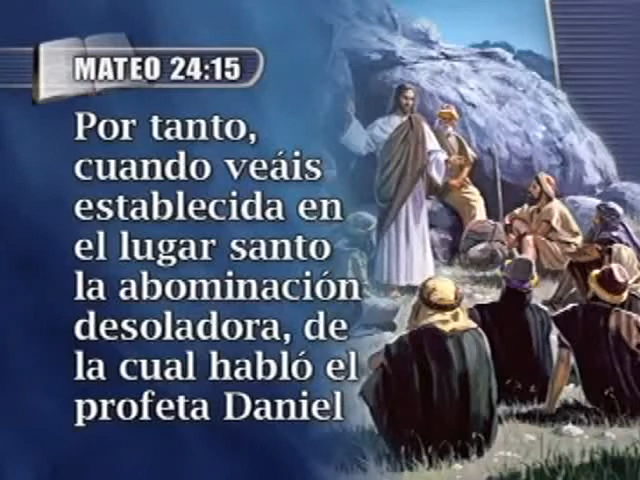 MATEO 24:15
Por tanto,
cuando veáis
establecida en
el lugar santo
la abominación
desoladora, de
la cual habló el
profeta Daniel